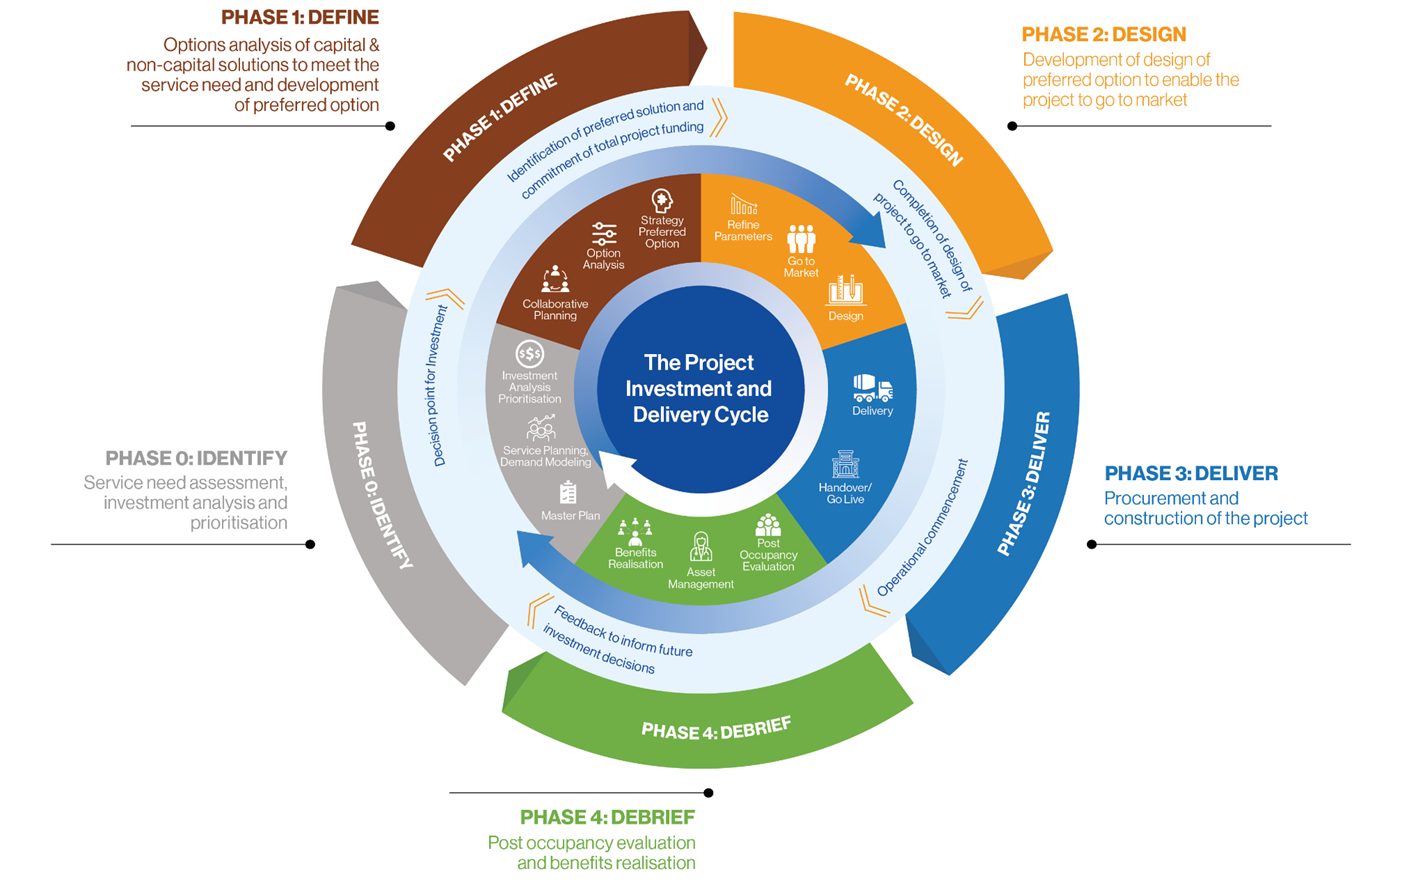 PHASE 1: DEFINE
Options analysis of capital &
non-capital solutions to meet the
service need and development
of preferred option
PHASE 2: DESIGN
Development of design of
preferred option to enable the
project to go to market
PHASE 1: DEFINE
PHASE 2: DESIGN
Identification of preferred solution and
commitment of total project funding
Completion of design of
project to go to market
Strategy
Preferred
Option
Option
Analysis
Collaborative
Planning
Refine
Parameters
Go to
Market
Design
Decision point for Investment
Investment
Analysis
Prioritisation
Service Planning,
Demand Modeling
Master Plan
The Project
Investment and
Delivery Cycle
Delivery
Handover/
Go Live
PHASE 0: IDENTIFY
Service need assessment,
investment analysis and
prioritisation
PHASE 0: IDENTIFY
PHASE 3: DELIVER
PHASE 3: DELIVER
Procurement and
construction of the project
Operational commencement
Benefits
Realisation
Asset
Management
Post
Occupancy
Evaluation
Feedback to inform future
investment decisions
PHASE 4: DEBRIEF
PHASE 4: DEBRIEF
Post occupancy evaluation
and benefits realisation